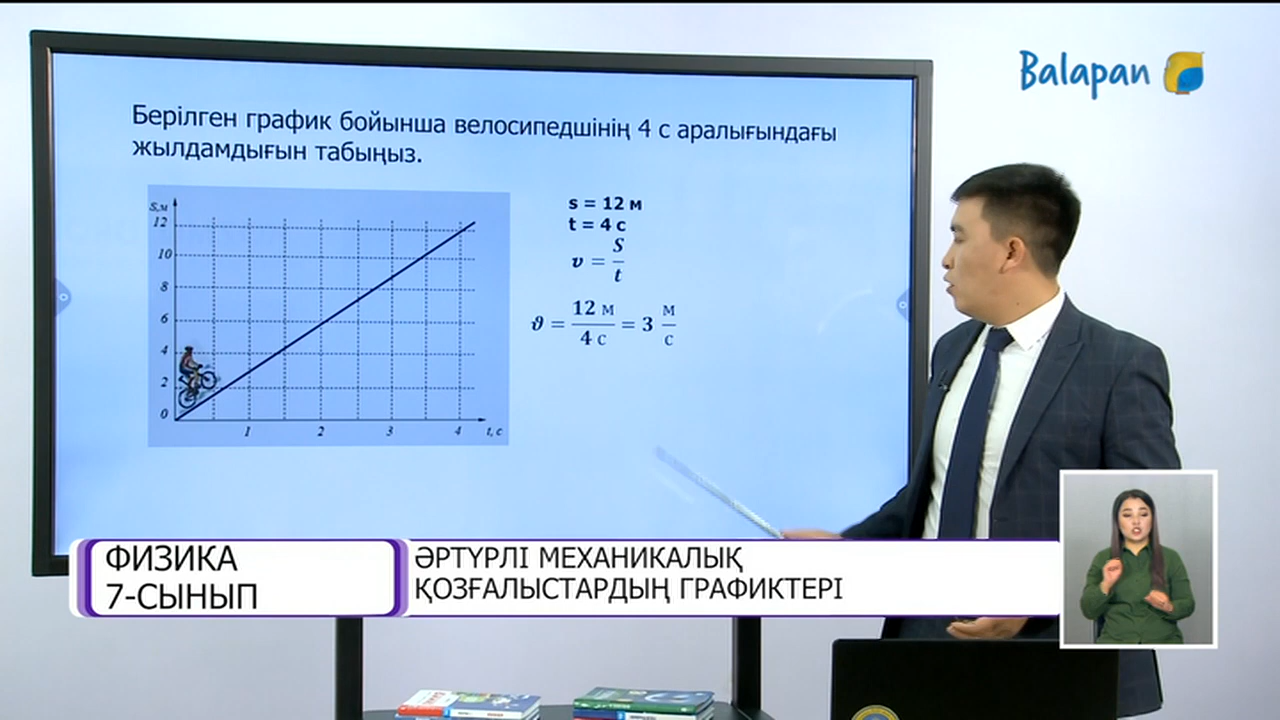 Balapan
Берілген график бойынша велосипедшінің 4 с аралығындағы
жылдамдығын табыңыз.
s = 12 м
t = 4 с
v = S/t
ϑ = 12 м/4 с = 3 м/с
S,м
12
10
8
6
4
2
0
1 2 3 4 t, с
ФИЗИКА
7-СЫНЫП
ӘРТҮРЛІ МЕХАНИКАЛЫҚ
ҚОЗҒАЛЫСТАРДЫҢ ГРАФИКТЕРІ